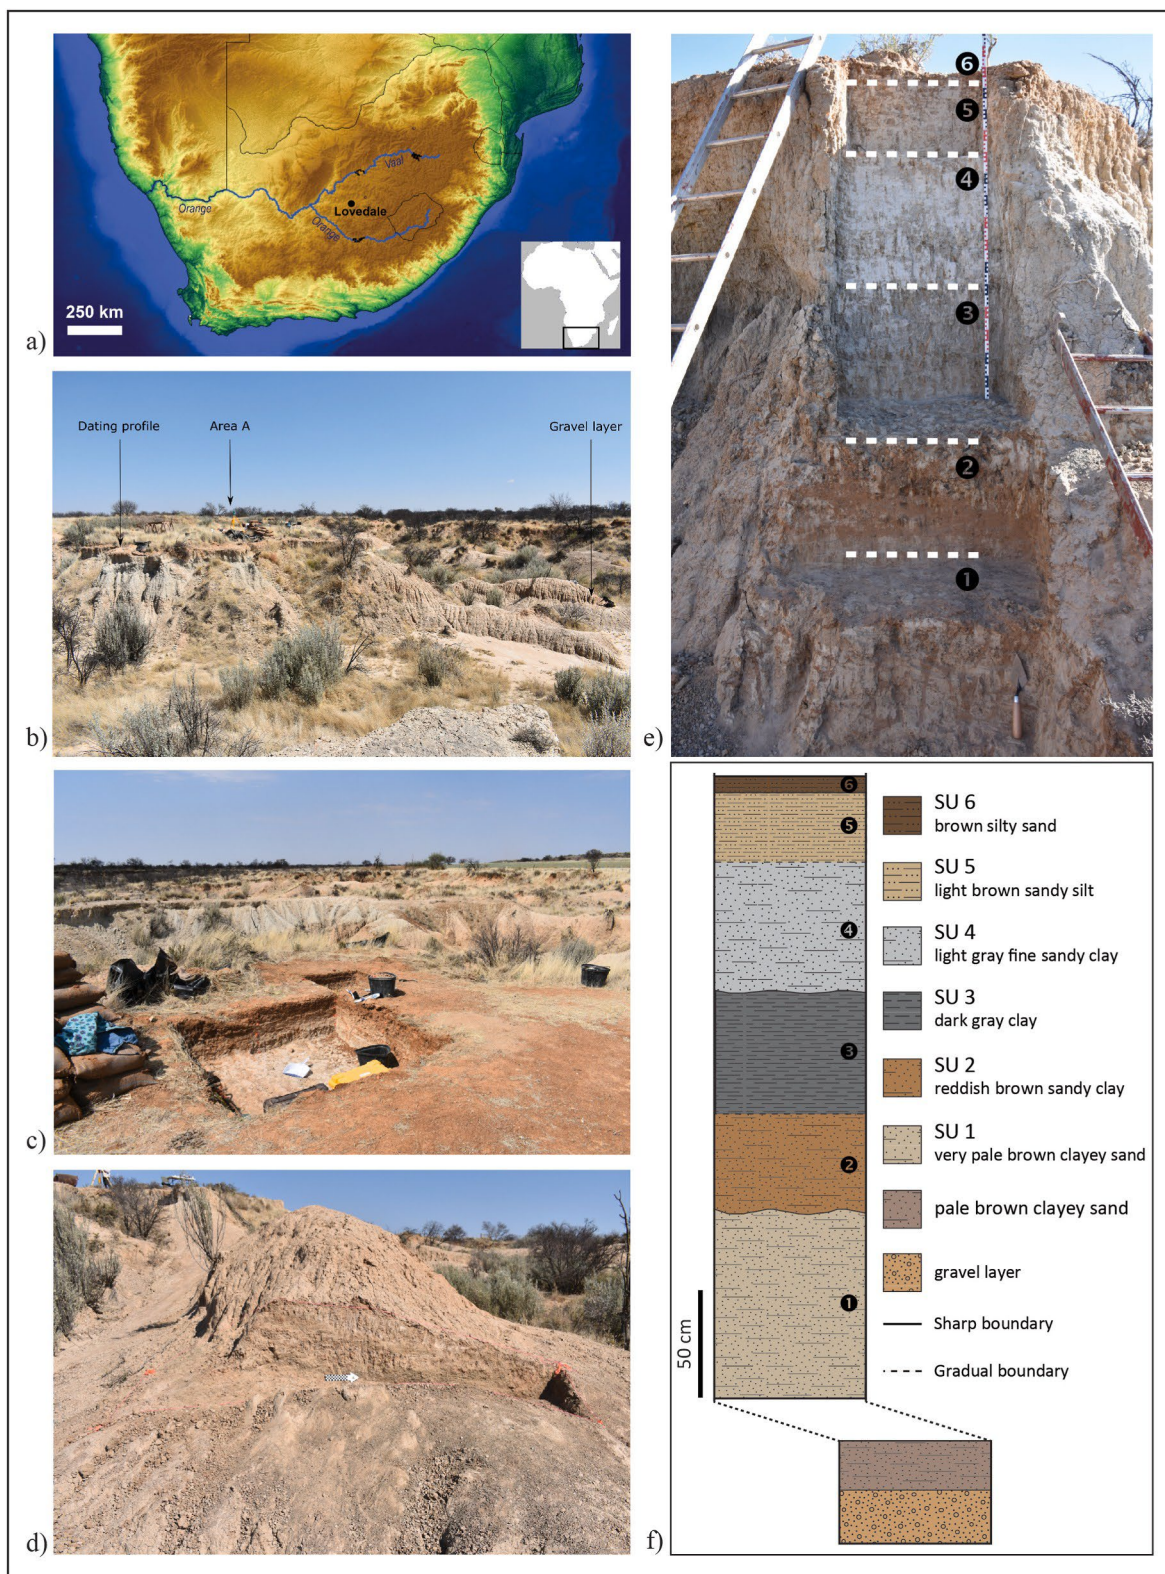 Vaal
Orange
Lovedale
Orange
250 km
a)
Dating profile
Area A
Gravel layer
b)
c)
d)
6
5
4
3
2
1
e)
6
5
4
3
2
1
50 cm
SU 6
brown silty sand
SU 5
light brown sandy silt
SU 4
light gray fine sandy clay
SU 3
dark gray clay
SU 2
reddish brown sandy clay
SU 1
very pale brown clayey sand
pale brown clayey sand
gravel layer
Sharp boundary
Gradual boundary
f)